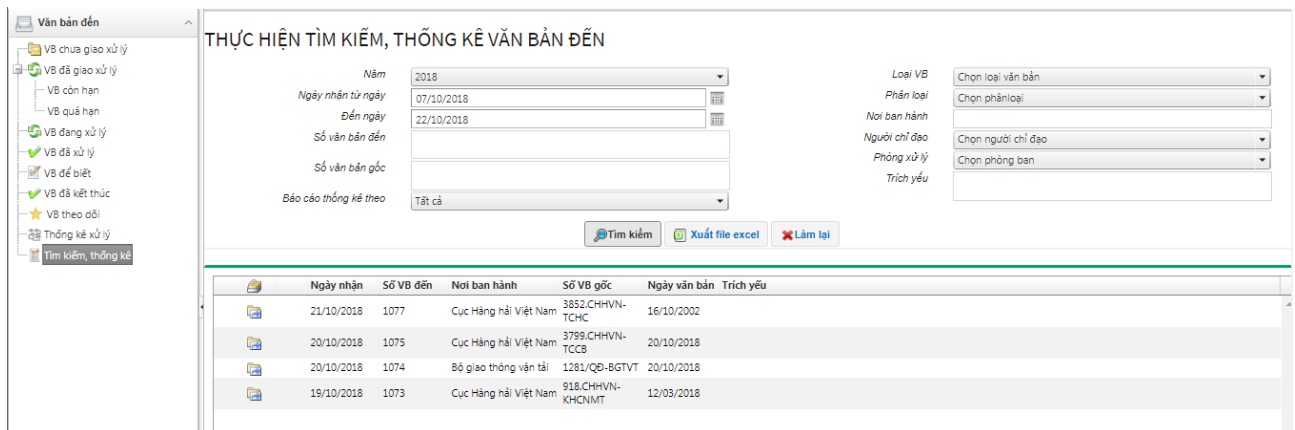 Văn bản đến
VB chưa giao xử lý
VB đã giao xử lý
VB còn hạn
VB quá hạn
VB đang xử lý
VB đã xử lý
VB để biết
VB đã kết thúc
VB theo dõi
Thống kê xử lý
Tìm kiếm, thống kê
THỰC HIỆN TÌM KIẾM, THỐNG KÊ VĂN BẢN ĐẾN
Năm 2018
Ngày nhận từ ngày 07/10/2018
Đến ngày 22/10/2018
Số văn bản đến
Số văn bản gốc
Báo cáo thống kê theo Tất cả
Loại VB Chọn loại văn bản
Phân loại Chọn phânloại
Nơi ban hành
Người chỉ đạo Chọn người chỉ đạo
Phòng xử lý Chọn phòng ban
Trích yếu
Tìm kiếm Xuất file excel Làm lại
Ngày nhận Số VB đến Nơi ban hành Số VB gốc Ngày văn bản Trích yếu
21/10/2018 1077 Cục Hàng hải Việt Nam 3852.CHHVN-
TCHC 16/10/2002
20/10/2018 1075 Cục Hàng hải Việt Nam 3799.CHHVN-
TCCB 20/10/2018
20/10/2018 1074 Bộ giao thông vận tải 1281/QĐ-BGTVT 20/10/2018
19/10/2018 1073 Cục Hàng hải Việt Nam 918.CHHVN-
KHCNMT 12/03/2018